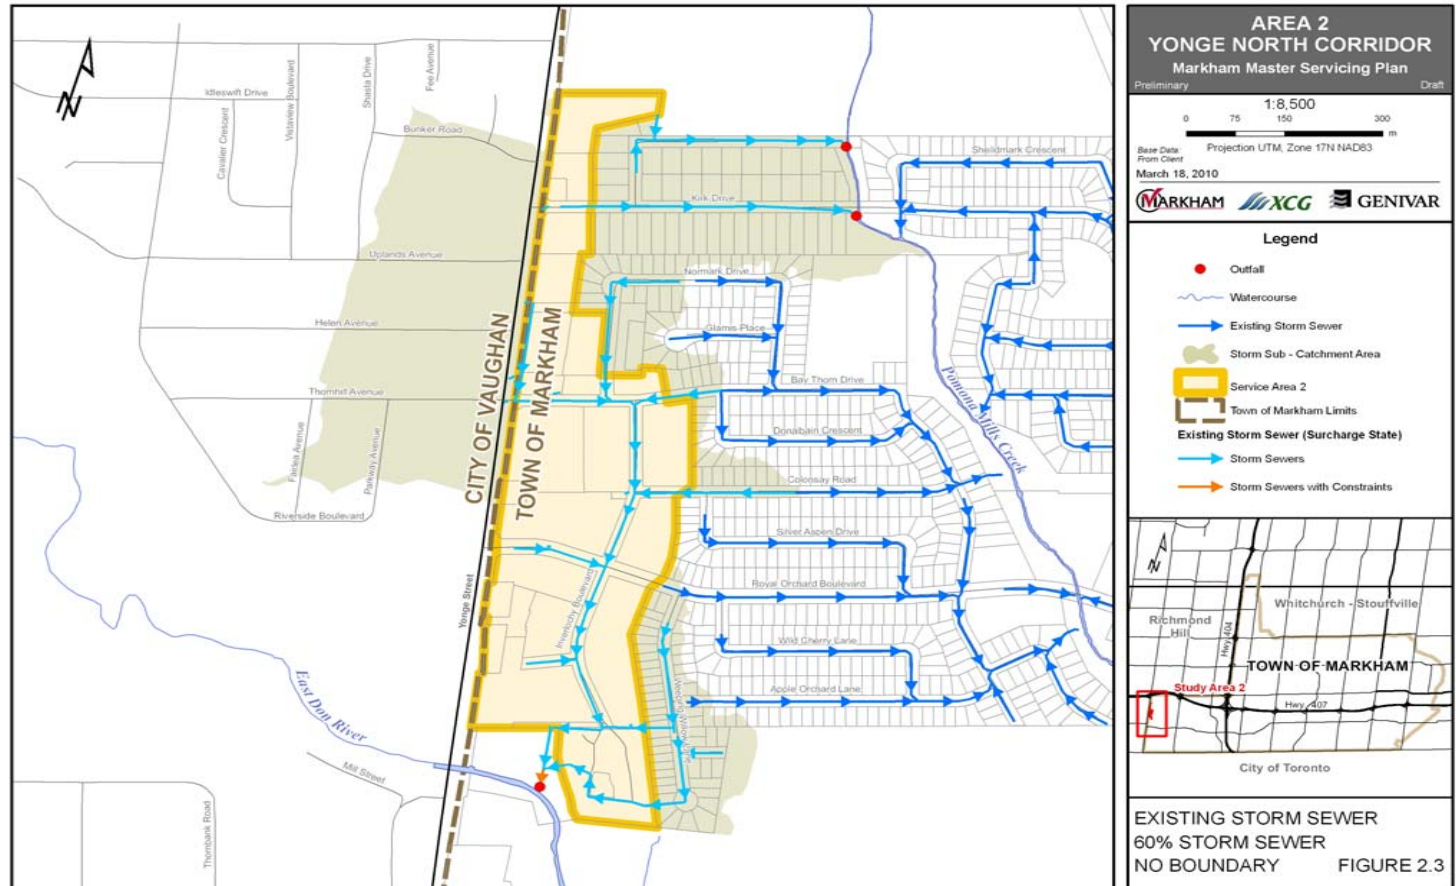 Idleswift Drive
Cavalier Crescent
Vistaview Boulevard
Shasta Drive
Fee Avenue
Bunker Road
Uplands Avenue
Helen Avenue
Thornhill Avenue
Fairlea Avenue
Parkway Avenue
Riverside Boulevard
CITY OF VAUGHAN
TOWN OF MARKHAM
Yonge Street
East Don River
Mill Street
Thornbank Road
Kirk Drive
Normark Drive
Glamis Place
Bay Thorn Drive
Donalbain Crescent
Colonsay Road
Silver Aspen Drive
Royal Orchard Boulevard
Inverlochy Boulevard
Wild Cherry Lane
Apple Orchard Lane
Weeping Willow Lane
Pomona Mills Creek
Sheildmark Crescent
N
AREA 2
YONGE NORTH CORRIDOR
Markham Master Servicing Plan
Preliminary Draft
1:8,500
0 75 150 300
m
Base Data: From Client
Projection UTM, Zone 17N NAD83
March 18, 2010
MARKHAM XCG GENIVAR
Legend
Outfall
Watercourse
Existing Storm Sewer
Storm Sub - Catchment Area
Service Area 2
Town of Markham Limits
Existing Storm Sewer (Surcharge State)
Storm Sewers
Storm Sewers with Constraints
N
Whitchurch - Stouffville
Richmond Hill
Hwy. 404
TOWN OF MARKHAM
Study Area 2
Hwy. 407
City of Toronto
EXISTING STORM SEWER
60% STORM SEWER
NO BOUNDARY FIGURE 2.3